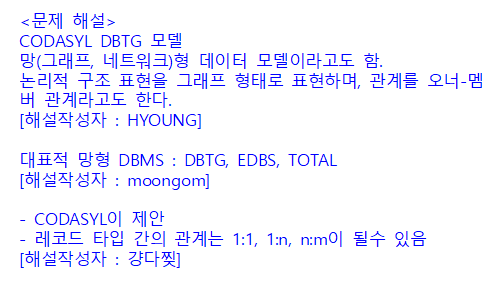 <문제 해설>
CODASYL DBTG 모델
망(그래프, 네트워크)형 데이터 모델이라고도 함.
논리적 구조 표현을 그래프 형태로 표현하며, 관계를 오너-멤
버 관계라고도 한다.
[해설작성자 : HYOUNG]

대표적 망형 DBMS : DBTG, EDBS, TOTAL
[해설작성자 : moongom]

- CODASYL이 제안
- 레코드 타입 간의 관계는 1:1, 1:n, n:m이 될수 있음
[해설작성자 : 걍다찢]